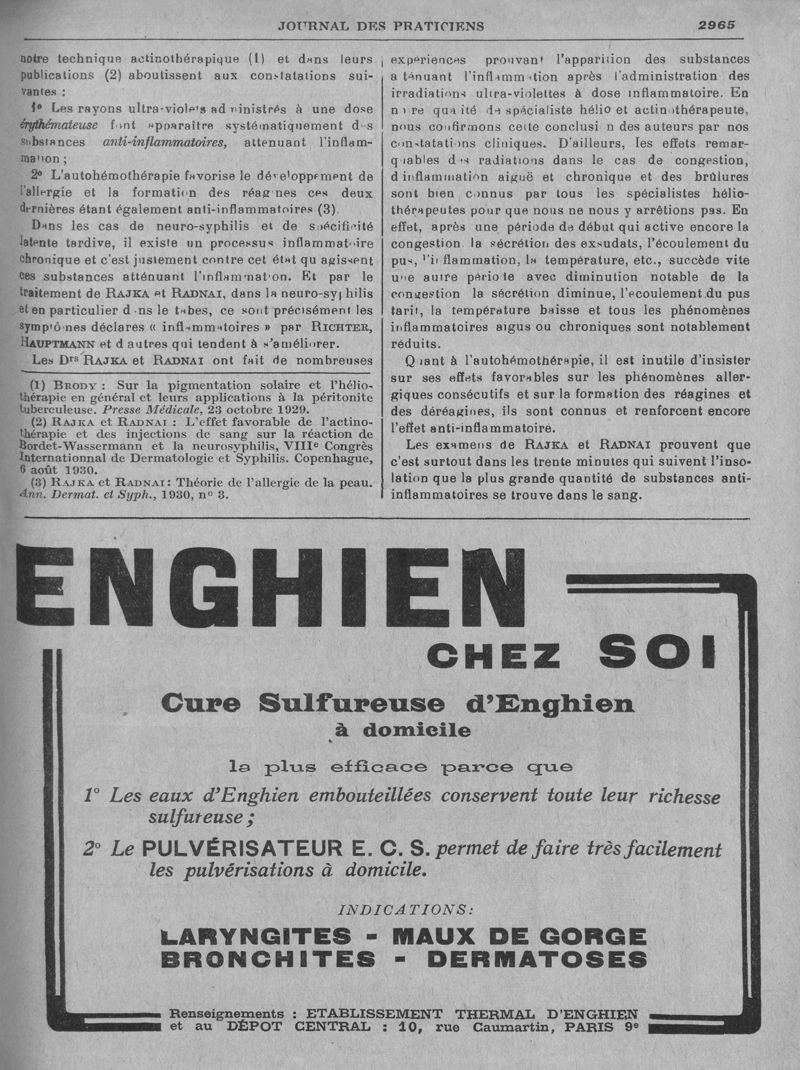 JOURNAL DES PRATICIENS 2965
notre technique actinothérapique (1) et dans leurs
publications (2) aboutissent aux constatations sui-
vantes :
1º Les rayons ultra-violets administrés à une dose
érythémateuse font apparaître systématiquement des
substances anti-inflammatoires, attenuant l'inflam-
mation ;
2º L'autohémothérapie favorise le développement de
l'allergie et la formation des réagines ces deux
dernières étant également anti-inflammatoires (3).
Dans les cas de neuro-syphilis et de spécificité
latente tardive, il existe un processus inflammatoire
chronique et c'est justement contre cet état qu agissent
ces substances atténuant l'inflammation. Et par le
traitement de RAJKA et RADNAI, dans la neuro-syphilis
et en particulier dans le tabes, ce sont précisément les
symptômes déclares « inflammatoires » par RICHTER,
HAUPTMANN et d autres qui tendent à s'améliorer.
Les Drs RAJKA et RADNAI ont fait de nombreuses
(1) BRODY : Sur la pigmentation solaire et l'hélio-
thérapie en général et leurs applications à la péritonite
tuberculeuse. Presse Médicale, 23 octobre 1929.
(2) RAJKA et RADNAI : L'effet favorable de l'actino-
thérapie et des injections de sang sur la réaction de
Bordet-Wassermann et la neurosyphilis, VIIIe Congrès
International de Dermatologie et Syphilis. Copenhague,
6 août 1930.
(3) RAJKA et RADNAI : Théorie de l'allergie de la peau.
Ann. Dermat. et Syph., 1930, nº 3.
expériences prouvant l'apparition des substances
atténuant l'inflammation après l'administration des
irradiations ultra-violettes à dose inflammatoire. En
notre qualité de spécialiste hélio et actinothérapeute,
nous confirmons cette conclusion des auteurs par nos
constatations cliniques. D'ailleurs, les effets remar-
quables des radiations dans le cas de congestion,
d inflammation aiguë et chronique et des brûlures
sont bien connus par tous les spécialistes hélio-
thérapeutes pour que nous ne nous y arrêtions pas. En
effet, après une période de début qui active encore la
congestion la sécrétion des exsudats, l'écoulement du
pus, l'inflammation, la température, etc., succède vite
une autre période avec diminution notable de la
congestion la sécrétion diminue, l'ecoulement du pus
tarit, la température baisse et tous les phénomènes
inflammatoires aigus ou chroniques sont notablement
réduits.
Quant à l'autohémothérapie, il est inutile d'insister
sur ses effets favorables sur les phénomènes aller-
giques consécutifs et sur la formation des réagines et
des déréagines, ils sont connus et renforcent encore
l'effet anti-inflammatoire.
Les examens de RAJKA et RADNAI prouvent que
c'est surtout dans les trente minutes qui suivent l'inso-
lation que la plus grande quantité de substances anti-
inflammatoires se trouve dans le sang.
ENGHIEN
CHEZ SOI
Cure Sulfureuse d'Enghien
à domicile
la plus efficace parce que
1° Les eaux d'Enghien embouteillées conservent toute leur richesse
sulfureuse ;
2° Le PULVÉRISATEUR E. C. S. permet de faire très facilement
les pulvérisations à domicile.
INDICATIONS:
LARYNGITES - MAUX DE GORGE
BRONCHITES - DERMATOSES
Renseignements : ETABLISSEMENT THERMAL D'ENGHIEN
et au DÉPOT CENTRAL : 10, rue Caumartin, PARIS 9e